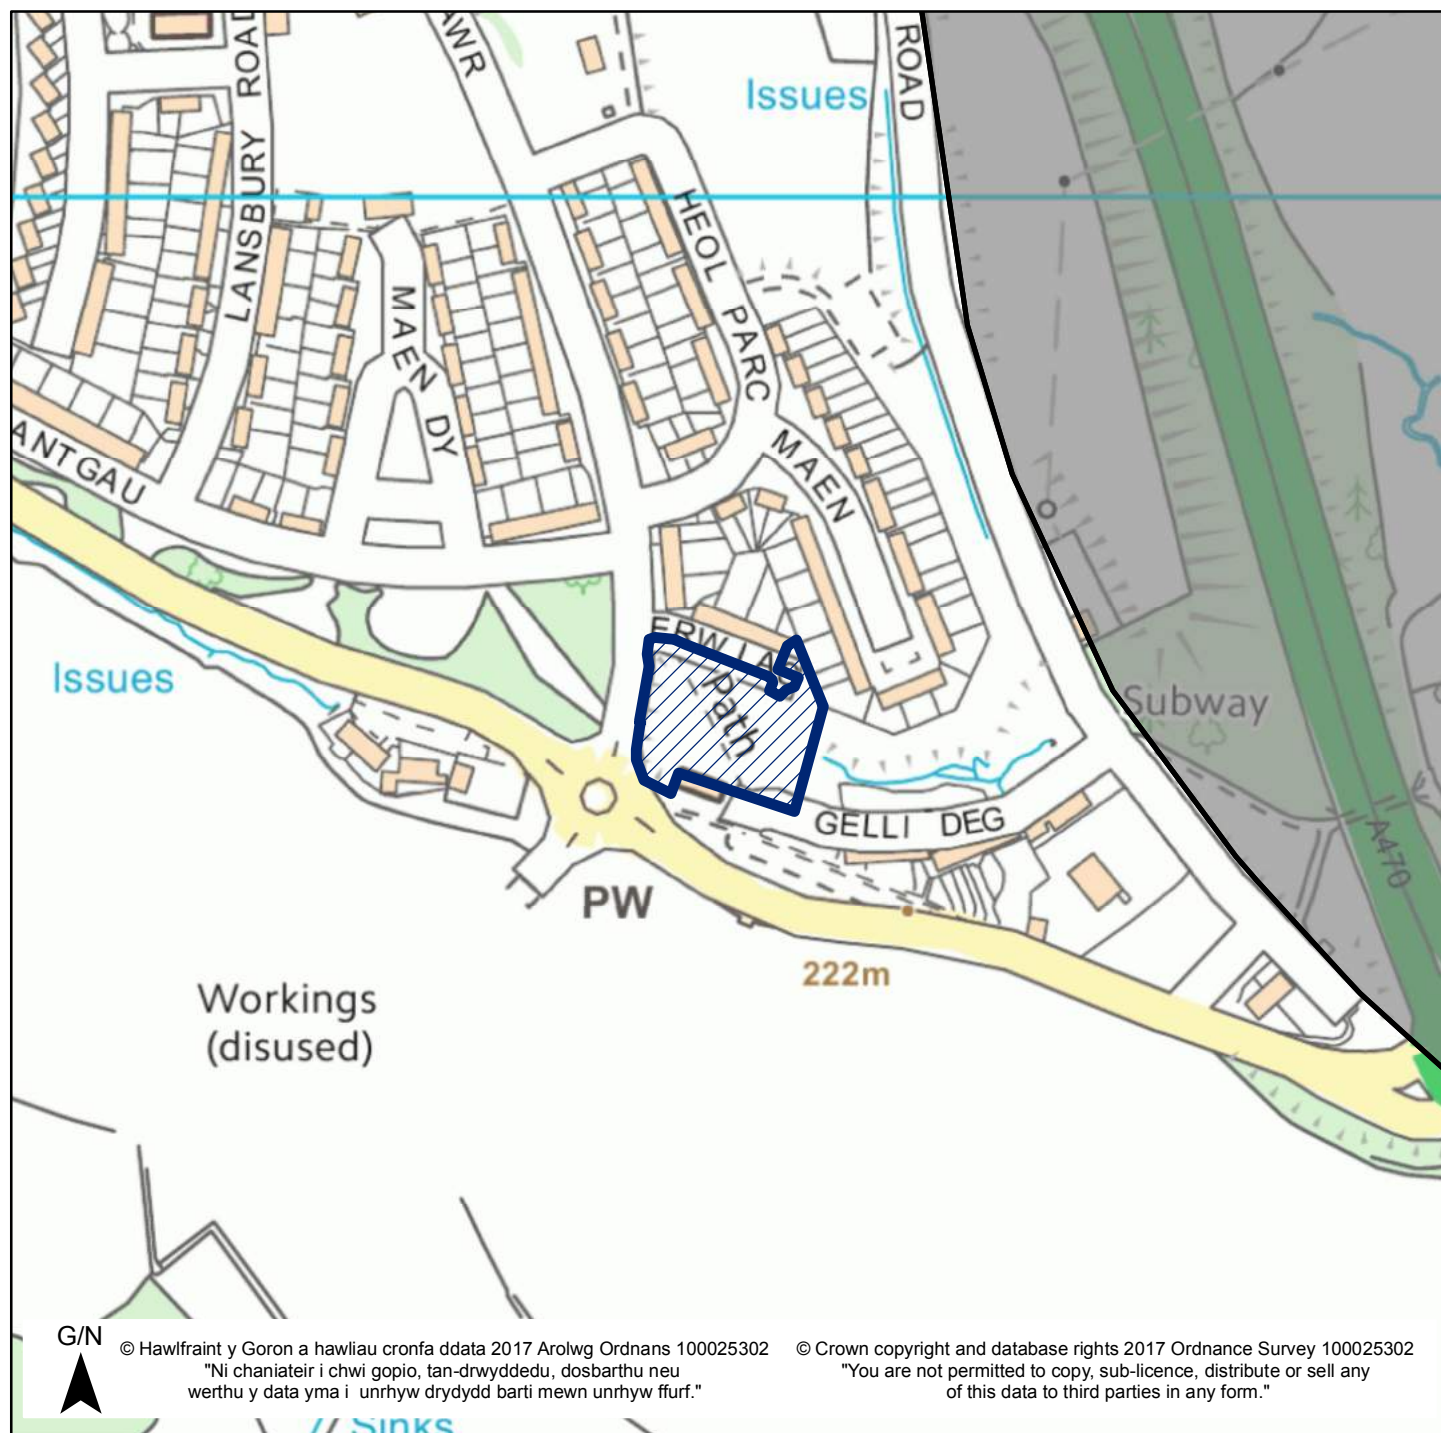 ROAD
AWR
LANSBURY ROAD
Issues
HEOL PARC
MAEN DY
MAEN
ANTGAU
ERW LAS
Path
Issues
Subway
GELLI DEG
A470
PW
222m
Workings
(disused)
G/N
© Hawlfraint y Goron a hawliau cronfa ddata 2017 Arolwg Ordnans 100025302
"Ni chaniateir i chwi gopio, tan-drwyddedu, dosbarthu neu
werthu y data yma i unrhyw drydydd barti mewn unrhyw ffurf."
© Crown copyright and database rights 2017 Ordnance Survey 100025302
"You are not permitted to copy, sub-licence, distribute or sell any
of this data to third parties in any form."
Sinks